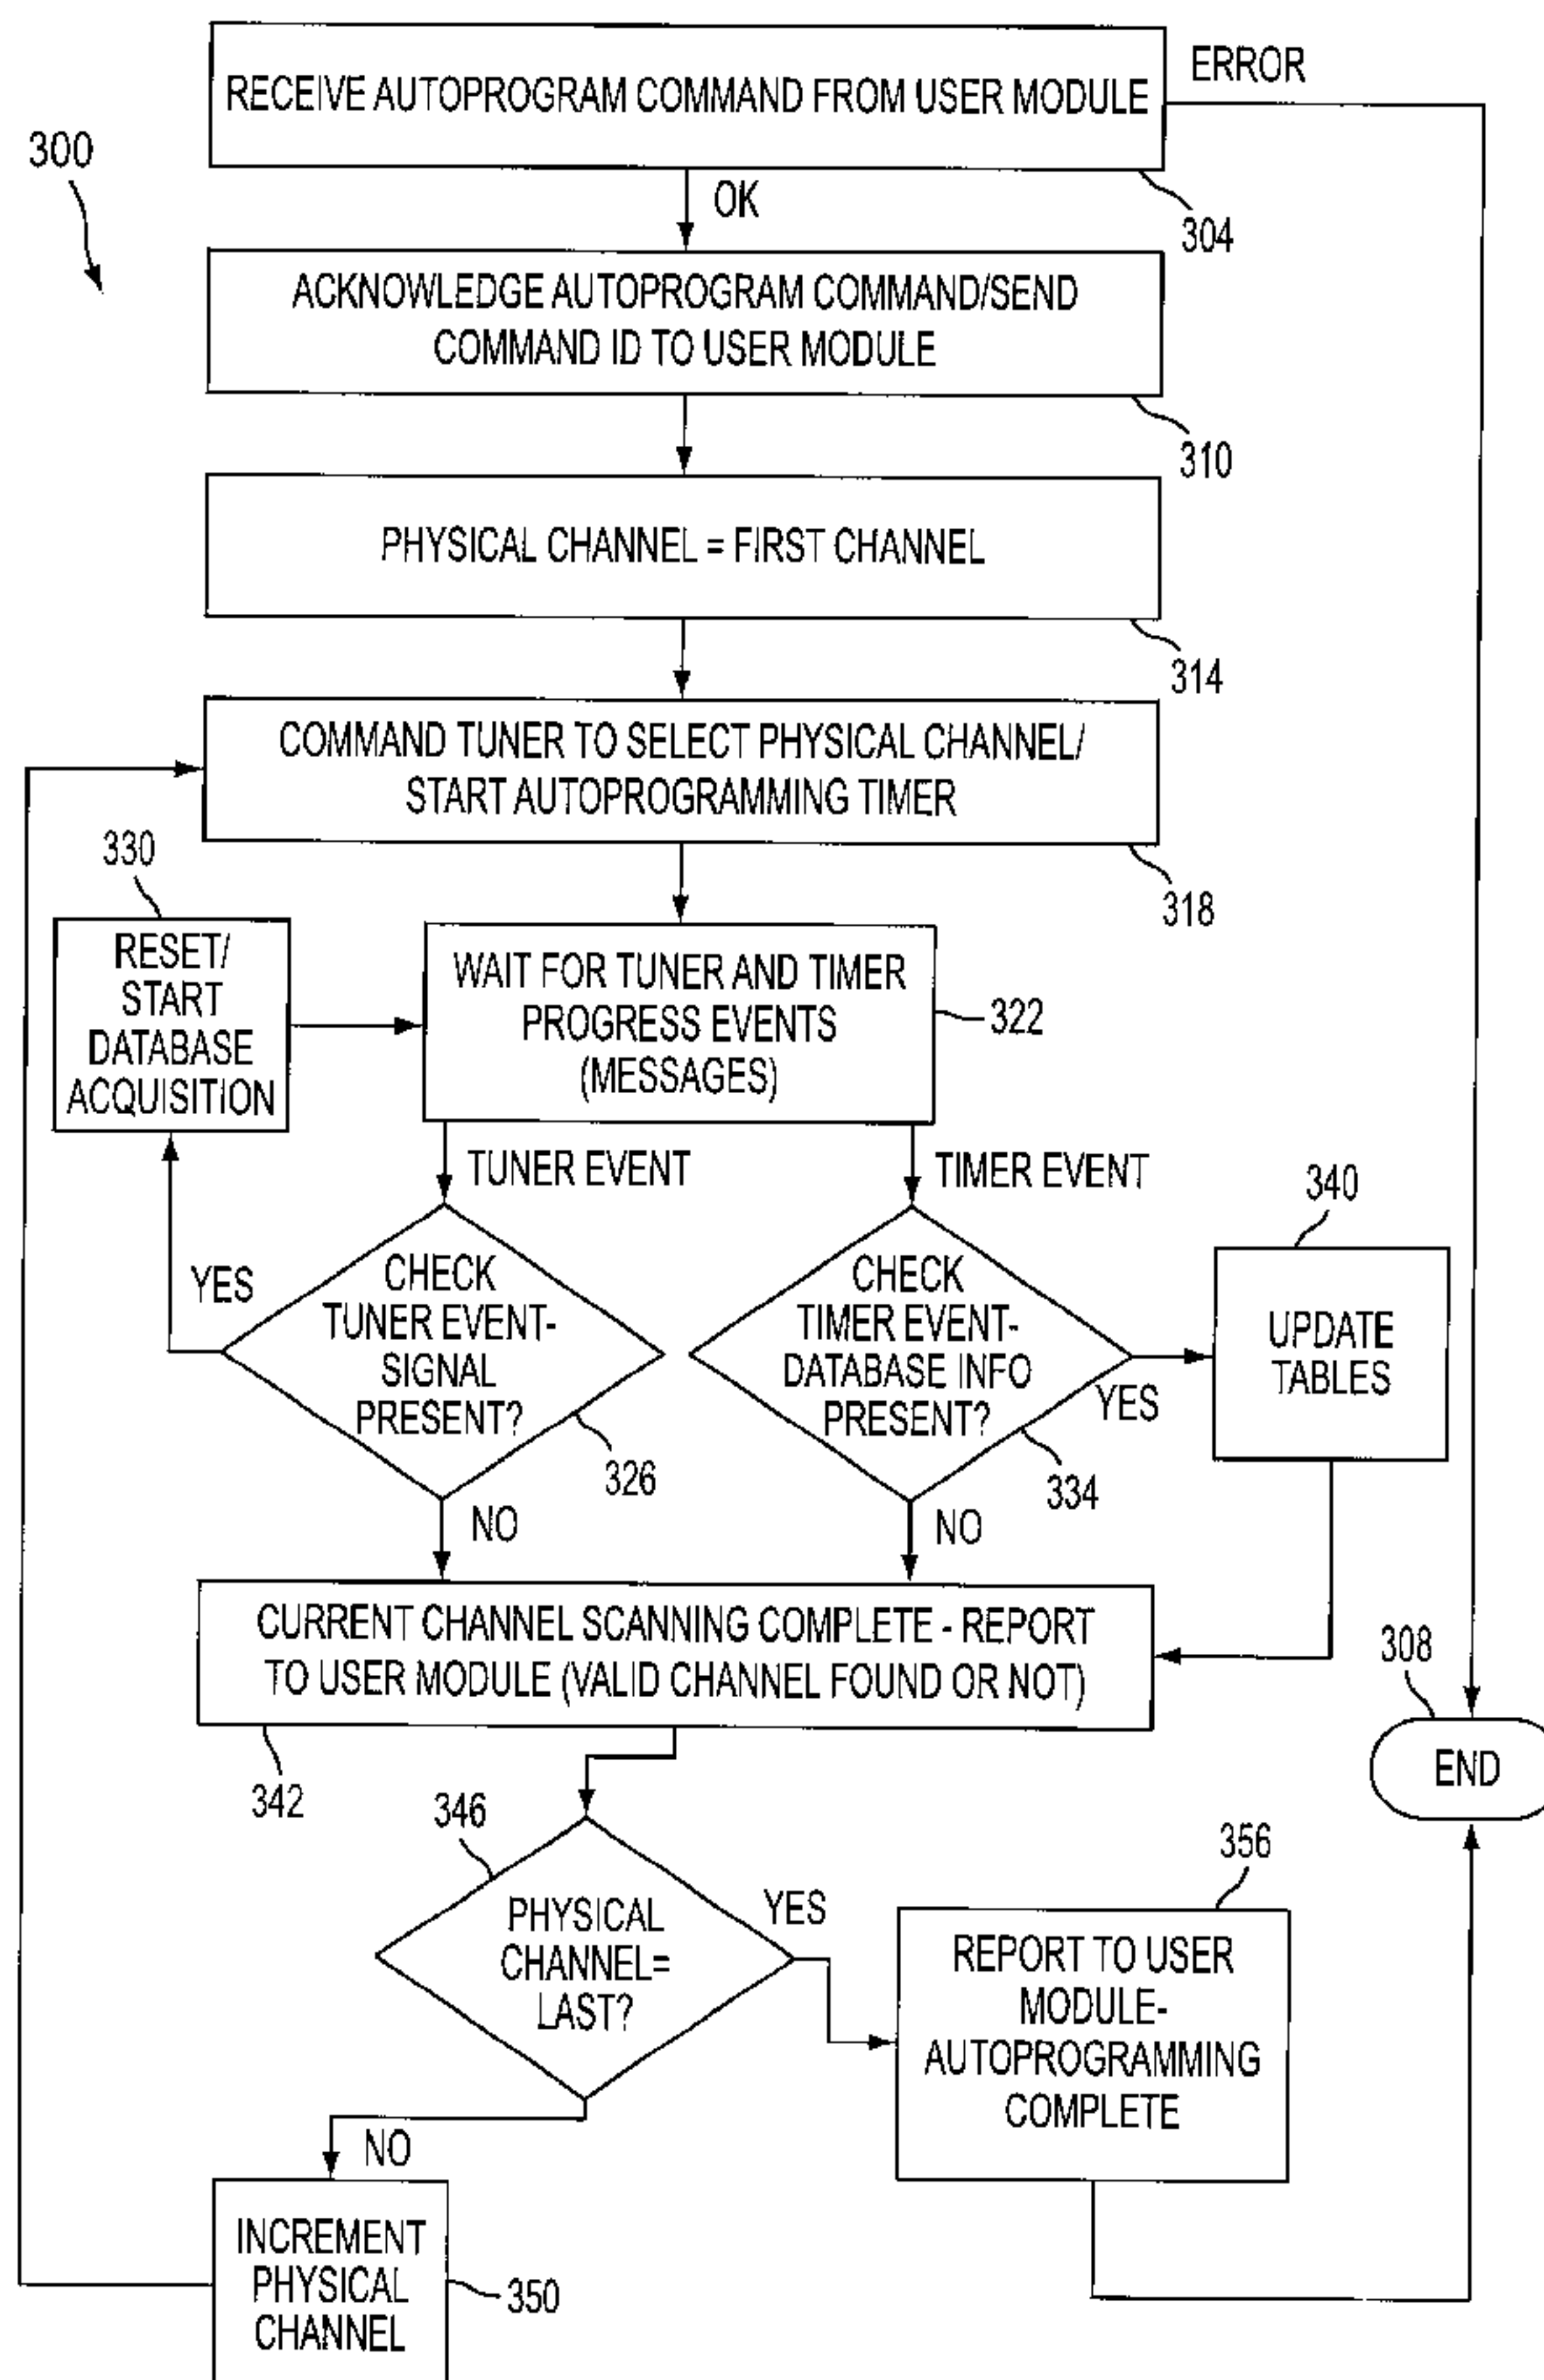 RECEIVE AUTOPROGRAM COMMAND FROM USER MODULE
ERROR
300
OK
304
ACKNOWLEDGE AUTOPROGRAM COMMAND/SEND
COMMAND ID TO USER MODULE
310
PHYSICAL CHANNEL = FIRST CHANNEL
314
COMMAND TUNER TO SELECT PHYSICAL CHANNEL/
START AUTOPROGRAMMING TIMER
318
330
RESET/
START
DATABASE
ACQUISITION
WAIT FOR TUNER AND TIMER
PROGRESS EVENTS
(MESSAGES)
322
TUNER EVENT
TIMER EVENT
YES
CHECK
TUNER EVENT-
SIGNAL
PRESENT?
326
CHECK
TIMER EVENT-
DATABASE INFO
PRESENT?
YES
334
340
UPDATE
TABLES
NO
NO
CURRENT CHANNEL SCANNING COMPLETE - REPORT
TO USER MODULE (VALID CHANNEL FOUND OR NOT)
342
308
END
346
PHYSICAL
CHANNEL=
LAST?
YES
356
REPORT TO USER
MODULE-
AUTOPROGRAMMING
COMPLETE
NO
INCREMENT
PHYSICAL
CHANNEL
350